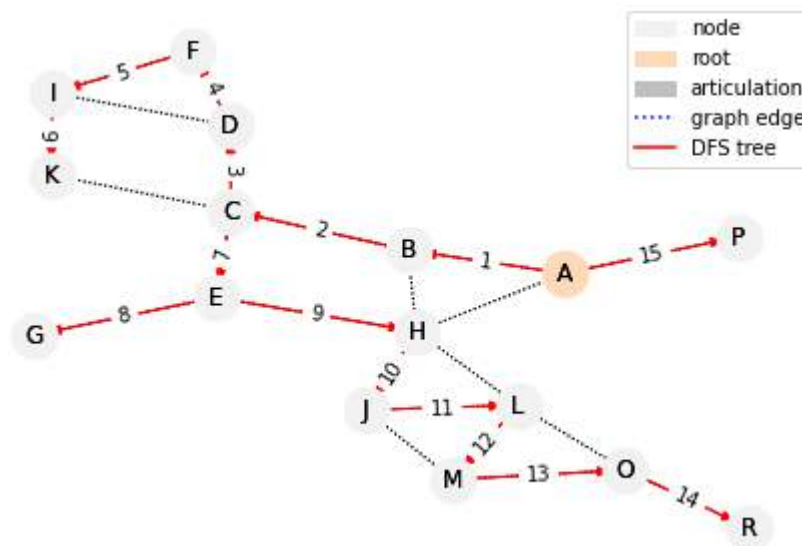 node
root
articulation
graph edge
DFS tree
F
5
4
I
D
6
3
K
C
2
B
1
A
15
P
7
E
8
9
G
H
10
J
11
L
12
M
13
O
14
R